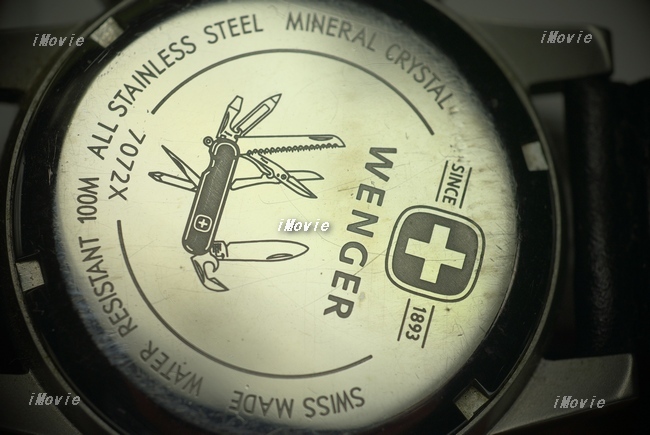 iMovie
iMovie
MINERAL CRYSTAL
WATER RESISTANT 100M ALL STAINLESS STEEL
7072X
WENGER
SINCE
1893
iMovie
SWISS MADE
iMovie
iMovie